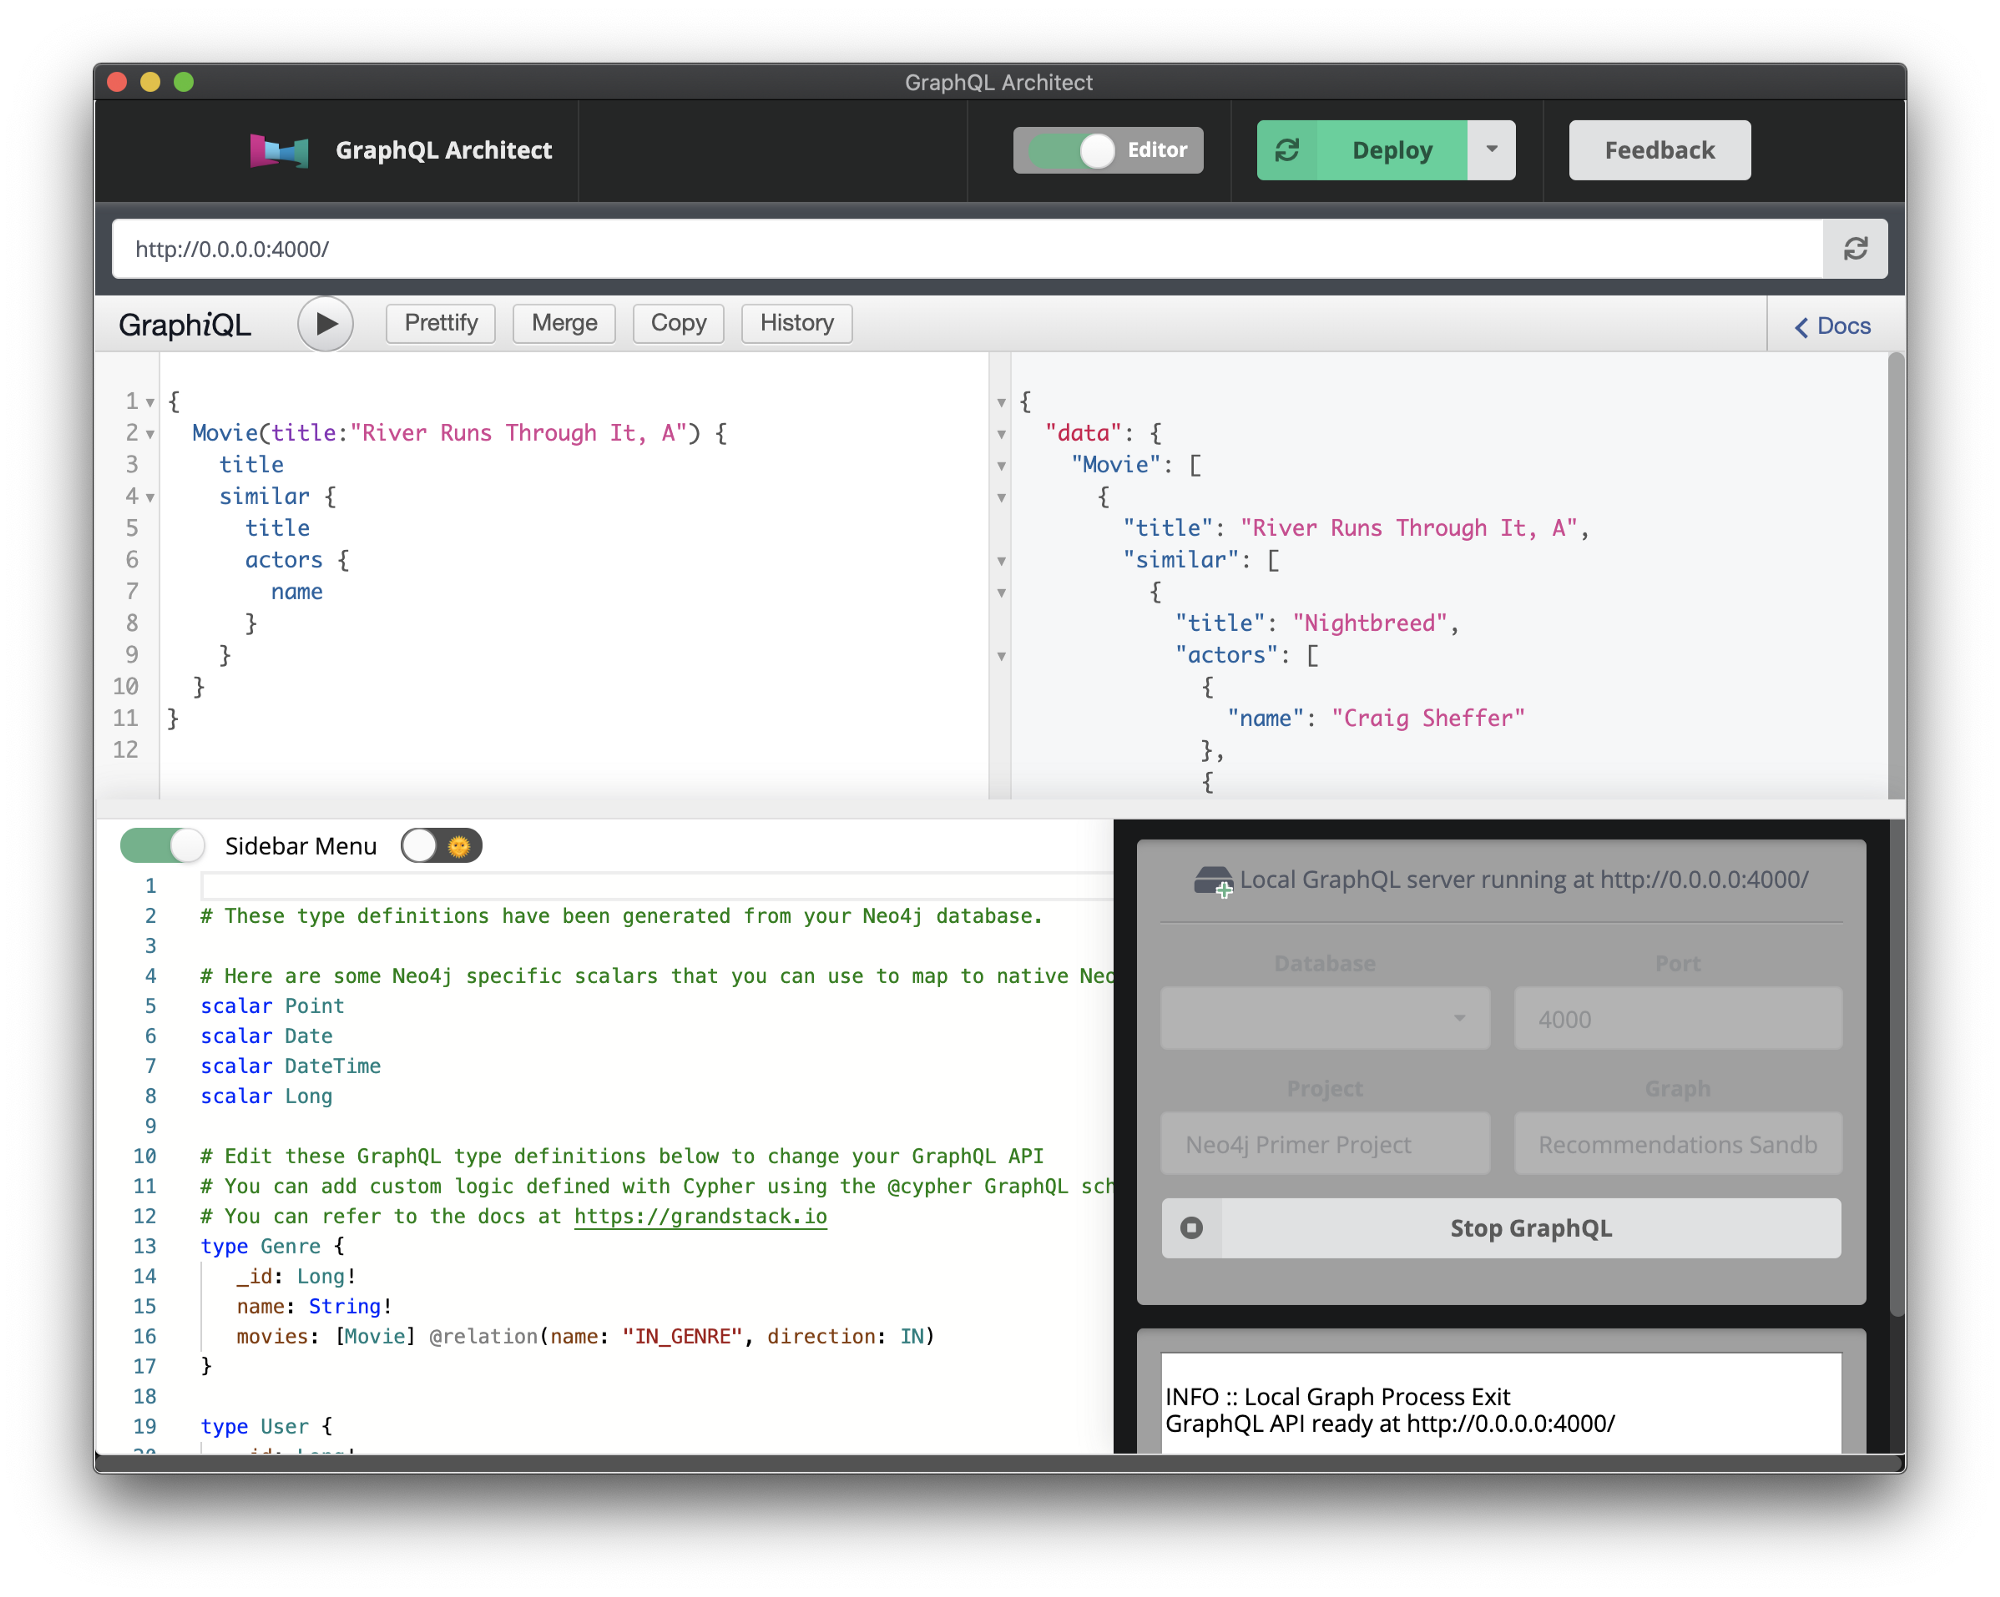 GraphQL Architect
GraphQL Architect
Editor
Deploy
Feedback
http://0.0.0.0:4000/
GraphiQL
Prettify
Merge
Copy
History
Docs
1 {
2 Movie(title:"River Runs Through It, A") {
3 title
4 similar {
5 title
6 actors {
7 name
8 }
9 }
10 }
11 }
12
{
"data": {
"Movie": [
{
"title": "River Runs Through It, A",
"similar": [
{
"title": "Nightbreed",
"actors": [
{
"name": "Craig Sheffer"
},
{
Sidebar Menu
1
2 # These type definitions have been generated from your Neo4j database.
3
4 # Here are some Neo4j specific scalars that you can use to map to native Neo
5 scalar Point
6 scalar Date
7 scalar DateTime
8 scalar Long
9
10 # Edit these GraphQL type definitions below to change your GraphQL API
11 # You can add custom logic defined with Cypher using the @cypher GraphQL sch
12 # You can refer to the docs at https://grandstack.io
13 type Genre {
14 _id: Long!
15 name: String!
16 movies: [Movie] @relation(name: "IN_GENRE", direction: IN)
17 }
18
19 type User {
Local GraphQL server running at http://0.0.0.0:4000/
Database
Port
4000
Project
Graph
Neo4j Primer Project
Recommendations Sandb
Stop GraphQL
INFO :: Local Graph Process Exit
GraphQL API ready at http://0.0.0.0:4000/